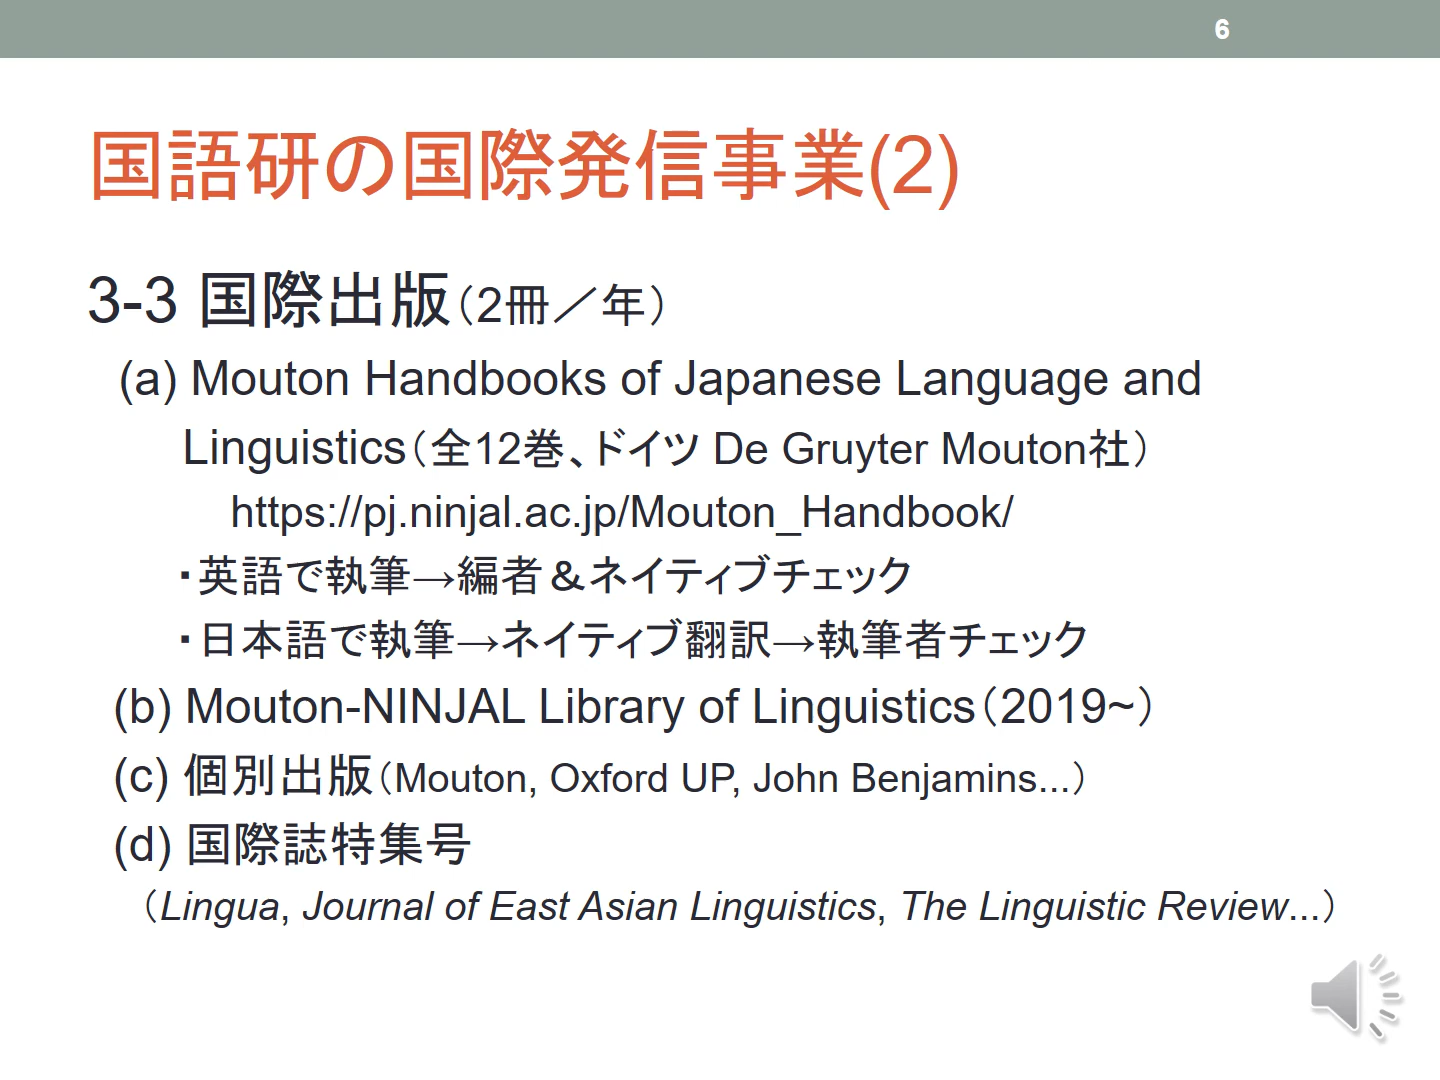 6
国語研の国際発信事業(2)
3-3 国際出版（2冊／年）
(a) Mouton Handbooks of Japanese Language and
Linguistics（全12巻、ドイツ De Gruyter Mouton社）
https://pj.ninjal.ac.jp/Mouton_Handbook/
・英語で執筆→編者＆ネイティブチェック
・日本語で執筆→ネイティブ翻訳→執筆者チェック
(b) Mouton-NINJAL Library of Linguistics（2019~）
(c) 個別出版（Mouton, Oxford UP, John Benjamins...）
(d) 国際誌特集号
（Lingua, Journal of East Asian Linguistics, The Linguistic Review...）